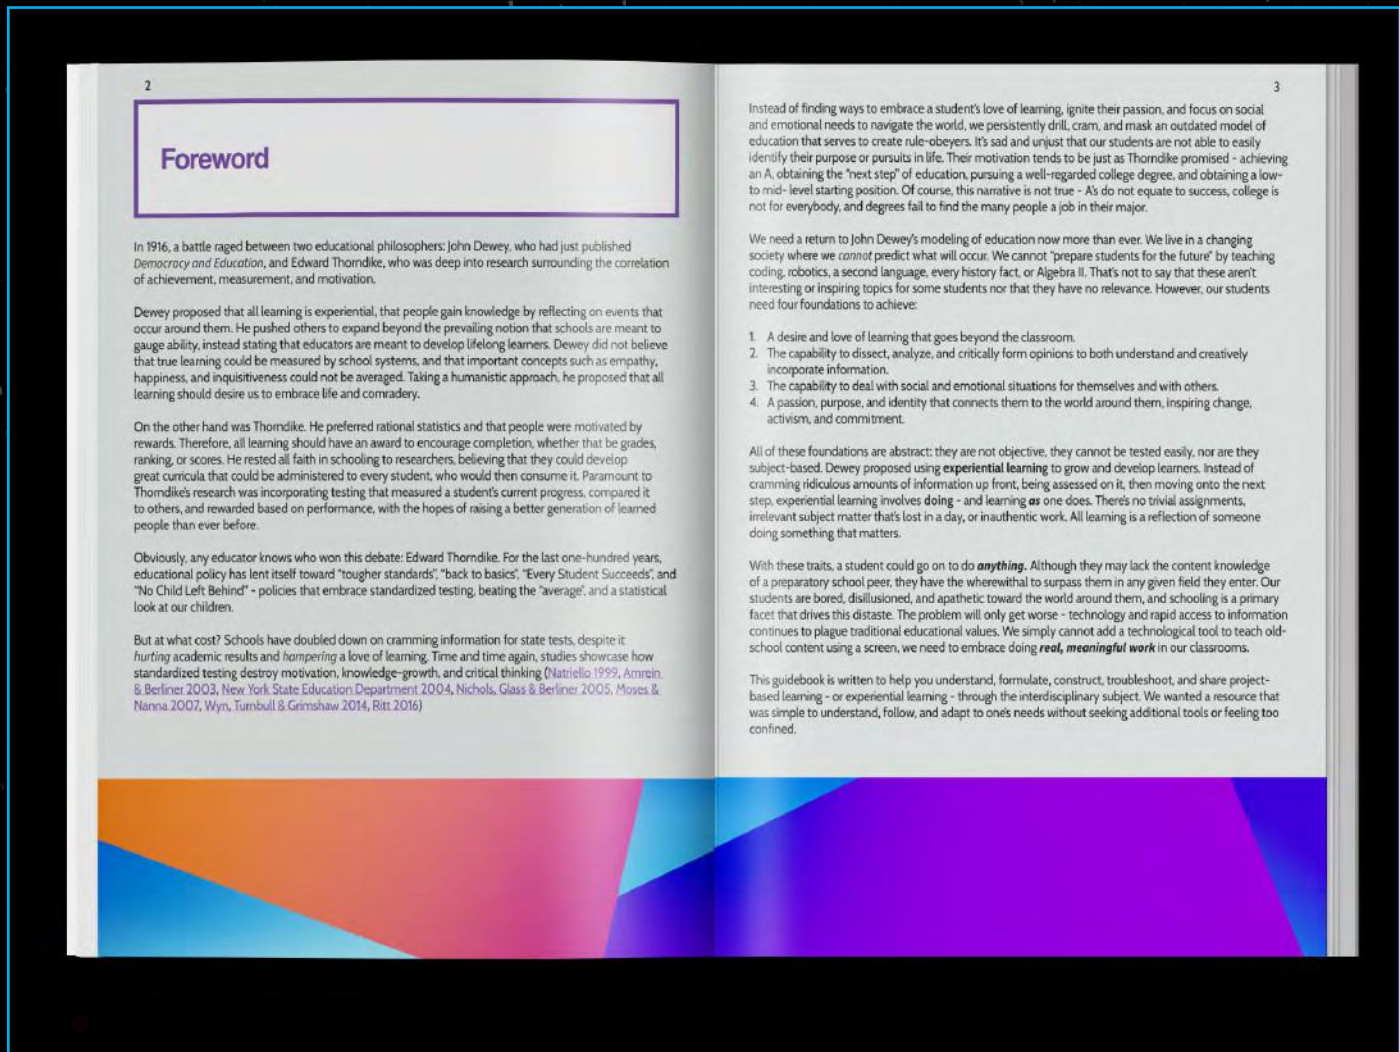 2
Foreword
In 1916, a battle raged between two educational philosophers: John Dewey, who had just published
Democracy and Education, and Edward Thorndike, who was deep into research surrounding the correlation
of achievement, measurement, and motivation.
Dewey proposed that all learning is experiential, that people gain knowledge by reflecting on events that
occur around them. He pushed others to expand beyond the prevailing notion that schools are meant to
gauge ability, instead stating that educators are meant to develop lifelong learners. Dewey did not believe
that true learning could be measured by school systems, and that important concepts such as empathy,
happiness, and inquisitiveness could not be averaged. Taking a humanistic approach, he proposed that all
learning should desire us to embrace life and comradery.
On the other hand was Thorndike. He preferred rational statistics and that people were motivated by
rewards. Therefore, all learning should have an award to encourage completion, whether that be grades,
ranking, or scores. He rested all faith in schooling to researchers, believing that they could develop
great curricula that could be administered to every student, who would then consume it. Paramount to
Thorndike's research was incorporating testing that measured a student's current progress, compared it
to others, and rewarded based on performance, with the hopes of raising a better generation of learned
people than ever before.
Obviously, any educator knows who won this debate: Edward Thorndike. For the last one-hundred years,
educational policy has lent itself toward "tougher standards", "back to basics", "Every Student Succeeds", and
"No Child Left Behind" - policies that embrace standardized testing, beating the "average", and a statistical
look at our children.
But at what cost? Schools have doubled down on cramming information for state tests, despite it
hurting academic results and hampering a love of learning. Time and time again, studies showcase how
standardized testing destroy motivation, knowledge-growth, and critical thinking (Natriello 1999, Amrein
& Berliner 2003, New York State Education Department 2004, Nichols, Glass & Berliner 2005, Moses &
Nanna 2007, Wyn, Turnbull & Grimshaw 2014, Ritt 2016)
3
Instead of finding ways to embrace a student's love of learning, ignite their passion, and focus on social
and emotional needs to navigate the world, we persistently drill, cram, and mask an outdated model of
education that serves to create rule-obeyers. It's sad and unjust that our students are not able to easily
identify their purpose or pursuits in life. Their motivation tends to be just as Thorndike promised - achieving
an A, obtaining the "next step" of education, pursuing a well-regarded college degree, and obtaining a low-
to mid- level starting position. Of course, this narrative is not true - A's do not equate to success, college is
not for everybody, and degrees fail to find the many people a job in their major.
We need a return to John Dewey's modeling of education now more than ever. We live in a changing
society where we cannot predict what will occur. We cannot "prepare students for the future" by teaching
coding, robotics, a second language, every history fact, or Algebra II. That's not to say that these aren't
interesting or inspiring topics for some students nor that they have no relevance. However, our students
need four foundations to achieve:
1. A desire and love of learning that goes beyond the classroom.
2. The capability to dissect, analyze, and critically form opinions to both understand and creatively
incorporate information.
3. The capability to deal with social and emotional situations for themselves and with others.
4. A passion, purpose, and identity that connects them to the world around them, inspiring change,
activism, and commitment.
All of these foundations are abstract: they are not objective, they cannot be tested easily, nor are they
subject-based. Dewey proposed using experiential learning to grow and develop learners. Instead of
cramming ridiculous amounts of information up front, being assessed on it, then moving onto the next
step, experiential learning involves doing - and learning as one does. There's no trivial assignments,
irrelevant subject matter that's lost in a day, or inauthentic work. All learning is a reflection of someone
doing something that matters.
With these traits, a student could go on to do anything. Although they may lack the content knowledge
of a preparatory school peer, they have the wherewithal to surpass them in any given field they enter. Our
students are bored, disillusioned, and apathetic toward the world around them, and schooling is a primary
facet that drives this distaste. The problem will only get worse - technology and rapid access to information
continues to plague traditional educational values. We simply cannot add a technological tool to teach old-
school content using a screen, we need to embrace doing real, meaningful work in our classrooms.
This guidebook is written to help you understand, formulate, construct, troubleshoot, and share project-
based learning - or experiential learning - through the interdisciplinary subject. We wanted a resource that
was simple to understand, follow, and adapt to one's needs without seeking additional tools or feeling too
confined.